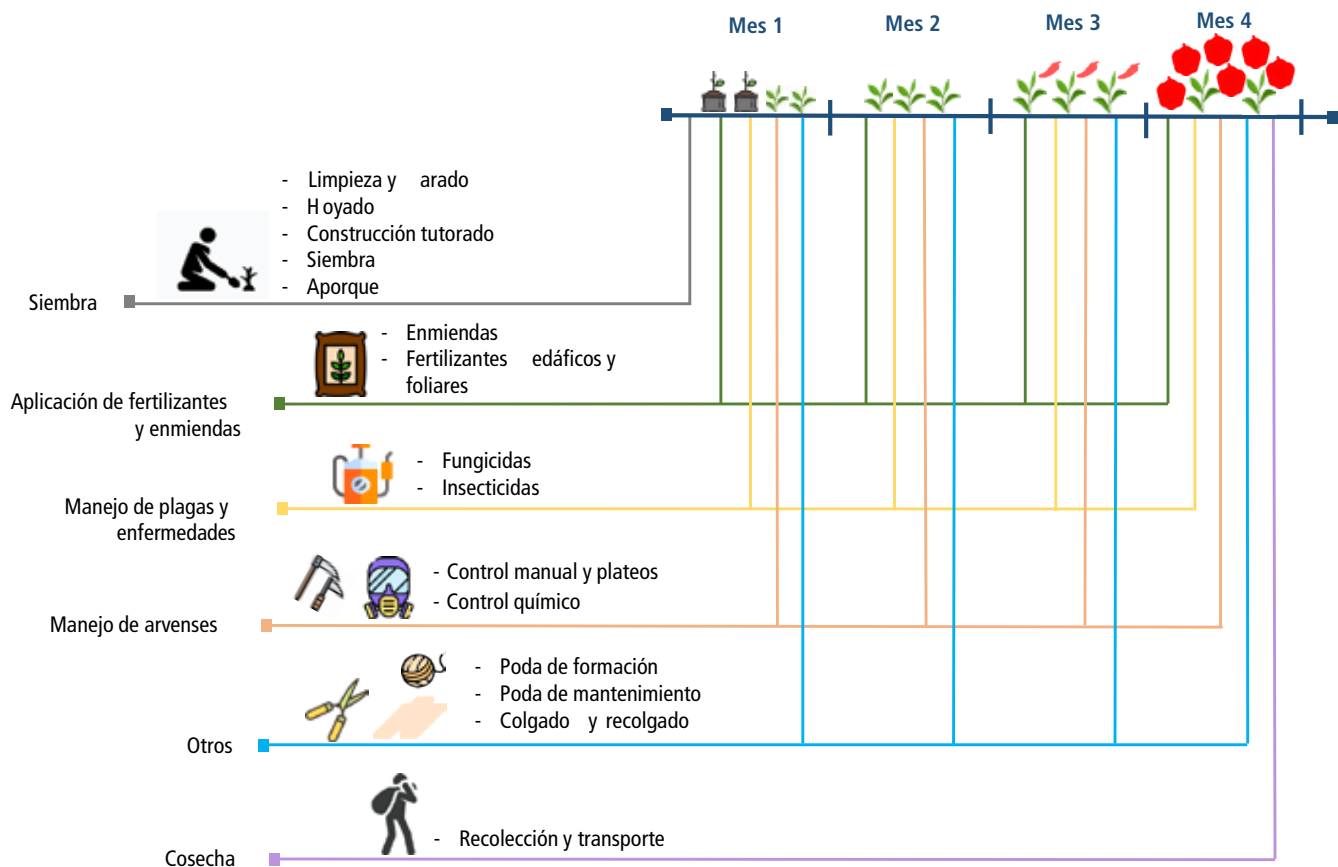 Mes 1
Mes 2
Mes 3
Mes 4
- Limpieza y arado
- H oyado
- Construcción tutorado
- Siembra
- Aporque
Siembra
- Enmiendas
- Fertilizantes edáficos y
foliares
Aplicación de fertilizantes
y enmiendas
- Fungicidas
- Insecticidas
Manejo de plagas y
enfermedades
- Control manual y plateos
- Control químico
Manejo de arvenses
- Poda de formación
- Poda de mantenimiento
- Colgado y recolgado
Otros
- Recolección y transporte
Cosecha